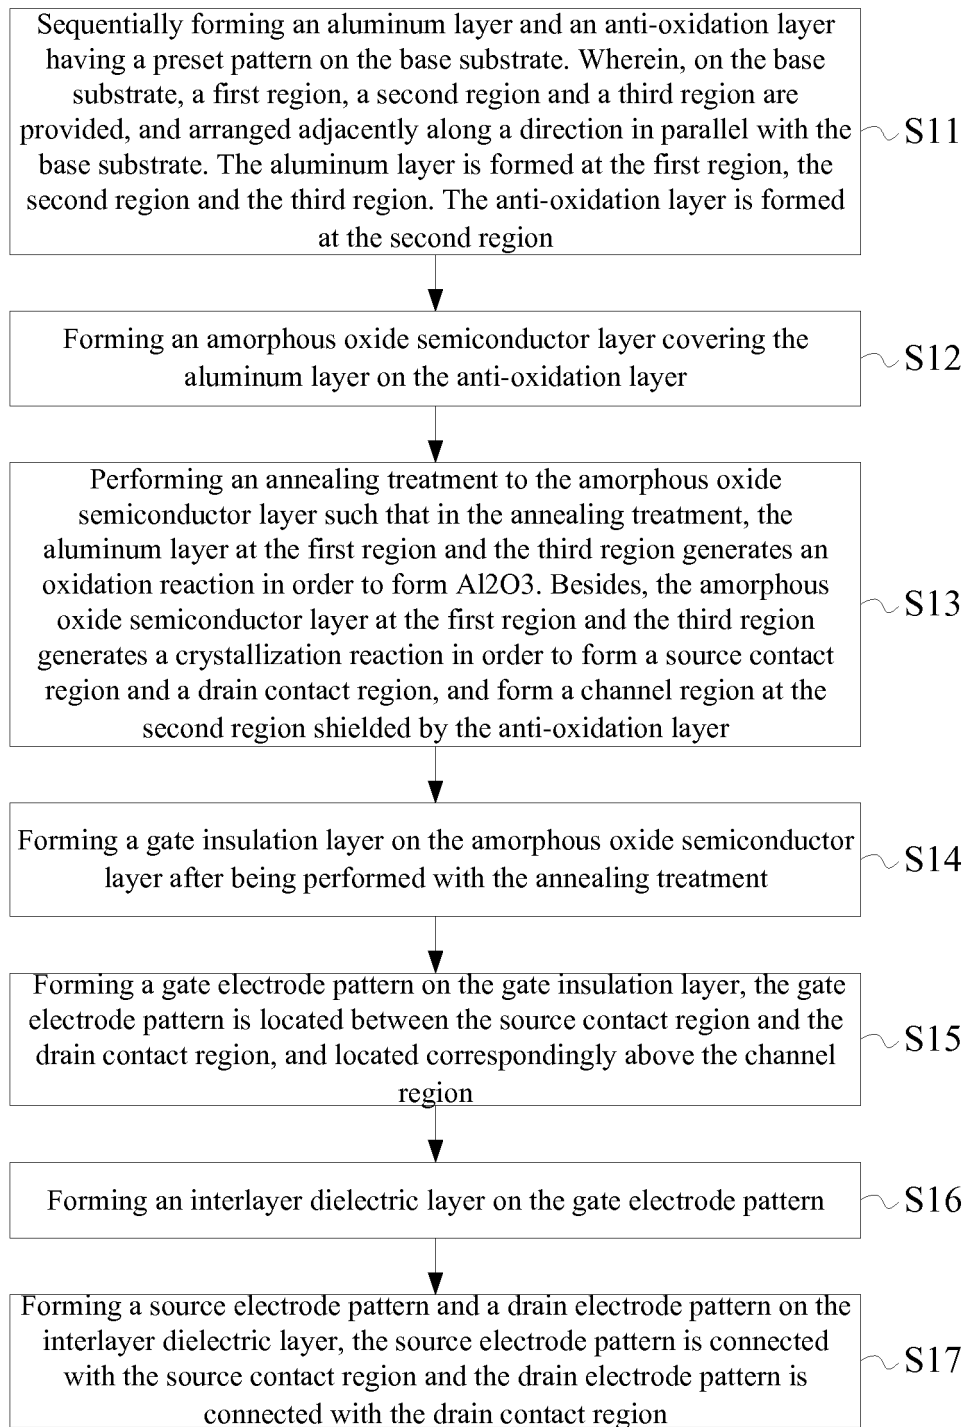 Sequentially forming an aluminum layer and an anti-oxidation layer
having a preset pattern on the base substrate. Wherein, on the base
substrate, a first region, a second region and a third region are
provided, and arranged adjacently along a direction in parallel with the
base substrate. The aluminum layer is formed at the first region, the
second region and the third region. The anti-oxidation layer is formed
at the second region
S11
Forming an amorphous oxide semiconductor layer covering the
aluminum layer on the anti-oxidation layer
S12
Performing an annealing treatment to the amorphous oxide
semiconductor layer such that in the annealing treatment, the
aluminum layer at the first region and the third region generates an
oxidation reaction in order to form Al2O3. Besides, the amorphous
oxide semiconductor layer at the first region and the third region
generates a crystallization reaction in order to form a source contact
region and a drain contact region, and form a channel region at the
second region shielded by the anti-oxidation layer
S13
Forming a gate insulation layer on the amorphous oxide semiconductor
layer after being performed with the annealing treatment
S14
Forming a gate electrode pattern on the gate insulation layer, the gate
electrode pattern is located between the source contact region and the
drain contact region, and located correspondingly above the channel
region
S15
Forming an interlayer dielectric layer on the gate electrode pattern
S16
Forming a source electrode pattern and a drain electrode pattern on the
interlayer dielectric layer, the source electrode pattern is connected
with the source contact region and the drain electrode pattern is
connected with the drain contact region
S17